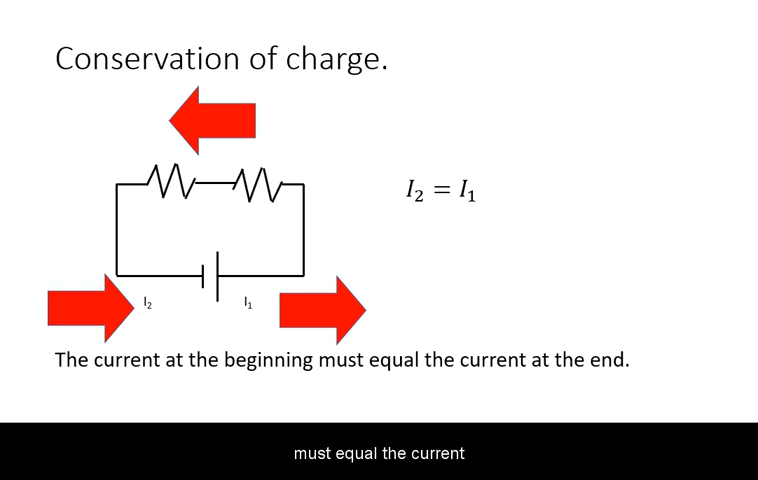 Conservation of charge.
I₂ = I₁
I₂
I₁
The current at the beginning must equal the current at the end.
must equal the current